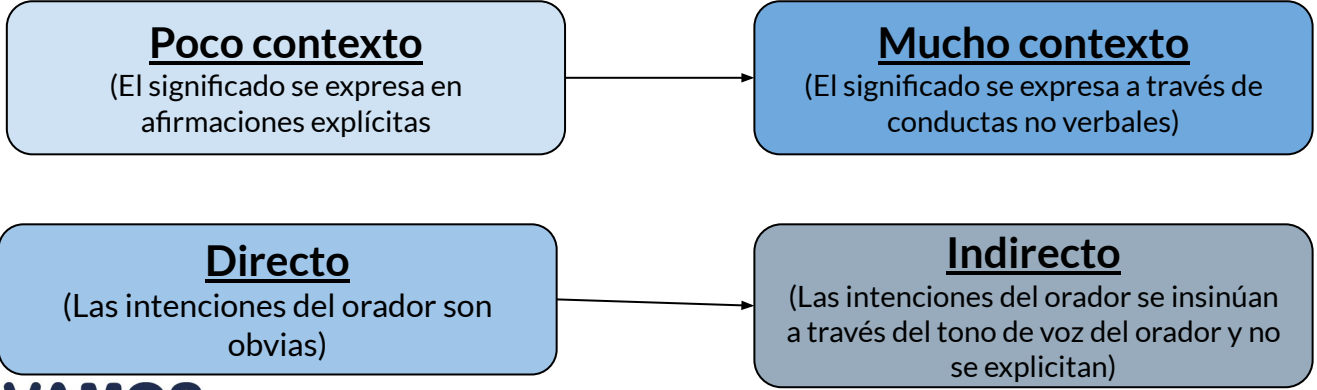 Poco contexto
(El significado se expresa en
afirmaciones explícitas
Mucho contexto
(El significado se expresa a través de
conductas no verbales)
Directo
(Las intenciones del orador son
obvias)
Indirecto
(Las intenciones del orador se insinúan
a través del tono de voz del orador y no
se explicitan)
VAMOS